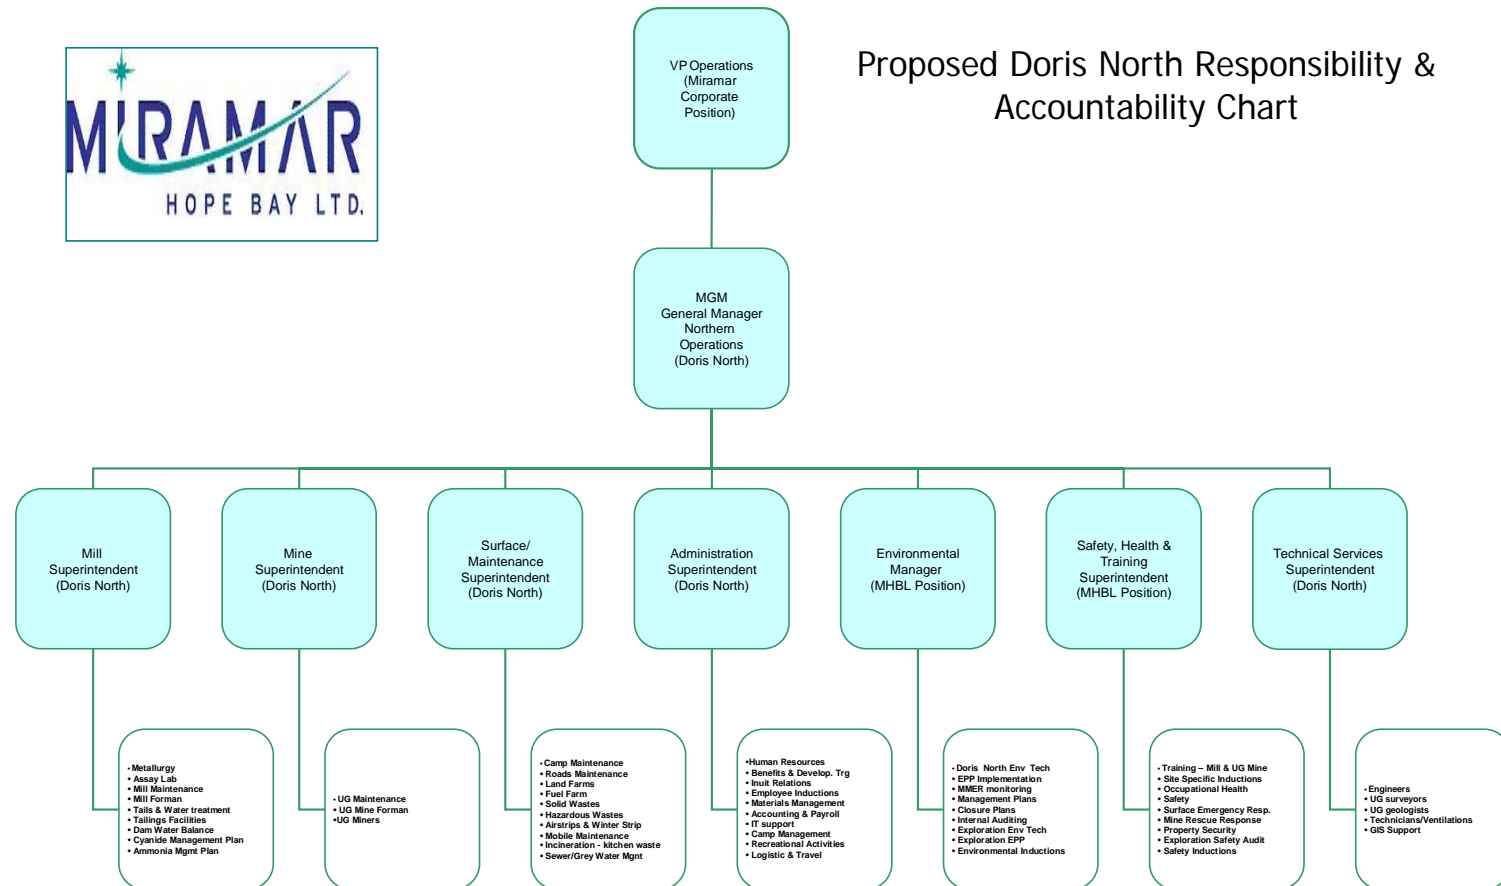 MIRAMAR
HOPE BAY LTD.
Proposed Doris North Responsibility &
Accountability Chart
VP Operations
(Miramar
Corporate
Position)
MGM
General Manager
Northern
Operations
(Doris North)
Mill
Superintendent
(Doris North)
Mine
Superintendent
(Doris North)
Surface/
Maintenance
Superintendent
(Doris North)
Administration
Superintendent
(Doris North)
Environmental
Manager
(MHBL Position)
Safety, Health &
Training
Superintendent
(MHBL Position)
Technical Services
Superintendent
(Doris North)
• Metallurgy
• Assay Lab
• Mill Maintenance
• Mill Forman
• Tails & Water treatment
• Tailings Facilities
• Dam Water Balance
• Cyanide Management Plan
• Ammonia Mgmt Plan
• UG Maintenance
• UG Mine Forman
•UG Miners
• Camp Maintenance
• Roads Maintenance
• Land Farms
• Fuel Farm
• Solid Wastes
• Hazardous Wastes
• Airstrips & Winter Strip
• Mobile Maintenance
• Incineration - kitchen waste
• Sewer/Grey Water Mgnt
•Human Resources
• Benefits & Develop. Trg
• Inuit Relations
• Employee Inductions
• Materials Management
• Accounting & Payroll
• IT support
• Camp Management
• Recreational Activities
• Logistic & Travel
• Doris North Env Tech
• EPP Implementation
• MMER monitoring
• Management Plans
• Closure Plans
• Internal Auditing
• Exploration Env Tech
• Exploration EPP
• Environmental Inductions
• Training – Mill & UG Mine
• Site Specific Inductions
• Occupational Health
• Safety
• Surface Emergency Resp.
• Mine Rescue Response
• Property Security
• Exploration Safety Audit
• Safety Inductions
• Engineers
• UG surveyors
• UG geologists
• Technicians/Ventilations
• GIS Support